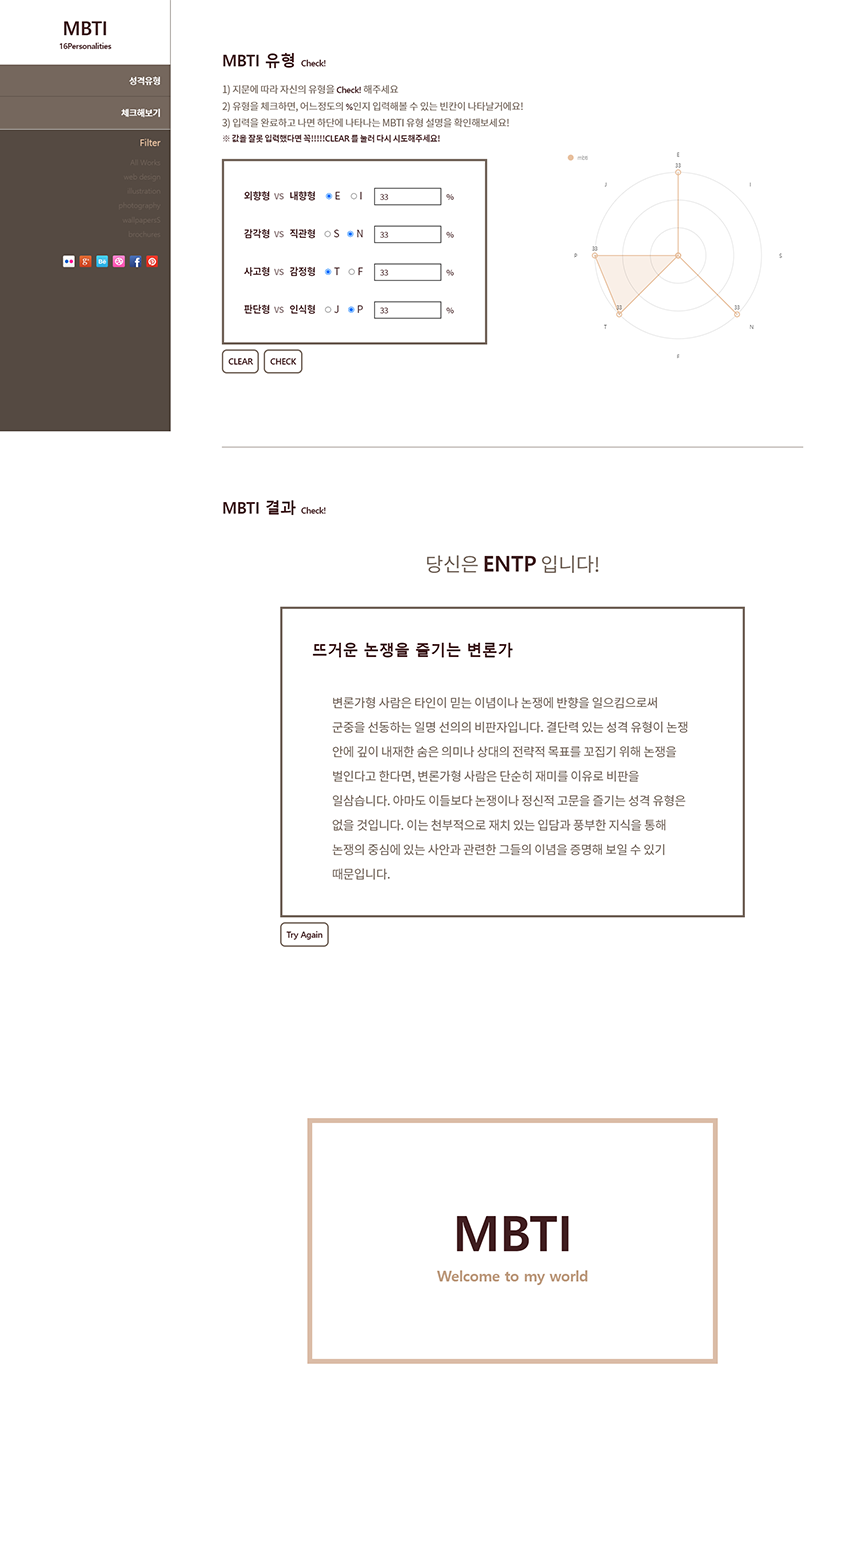 MBTI
16Personalities
성격유형
체크해보기
Filter
All Works
web design
illustration
photography
wallpapers5
brochures
MBTI 유형 Check!
1) 지문에 따라 자신의 유형을 Check! 해주세요
2) 유형을 체크하면, 어느정도의 %인지 입력해볼 수 있는 빈칸이 나타날거에요!
3) 입력을 완료하고 나면 하단에 나타나는 MBTI 유형 설명을 확인해보세요!
※ 값을 잘못 입력했다면 꼭!!!!!CLEAR 를 눌러 다시 시도해주세요!
외향형 VS 내향형 E I 33 %
감각형 VS 직관형 S N 33 %
사고형 VS 감정형 T F 33 %
판단형 VS 인식형 J P 33 %
CLEAR CHECK
E
33
J
I
33
P
S
33
33
T
N
F
MBTI 결과 Check!
당신은 ENTP 입니다!
뜨거운 논쟁을 즐기는 변론가
변론가형 사람은 타인이 믿는 이념이나 논쟁에 반향을 일으킴으로써
군중을 선동하는 일명 선의의 비판자입니다. 결단력 있는 성격 유형이 논쟁
안에 깊이 내재한 숨은 의미나 상대의 전략적 목표를 꼬집기 위해 논쟁을
벌인다고 한다면, 변론가형 사람은 단순히 재미를 이유로 비판을
일삼습니다. 아마도 이들보다 논쟁이나 정신적 고문을 즐기는 성격 유형은
없을 것입니다. 이는 천부적으로 재치 있는 입담과 풍부한 지식을 통해
논쟁의 중심에 있는 사안과 관련한 그들의 이념을 증명해 보일 수 있기
때문입니다.
Try Again
MBTI
Welcome to my world